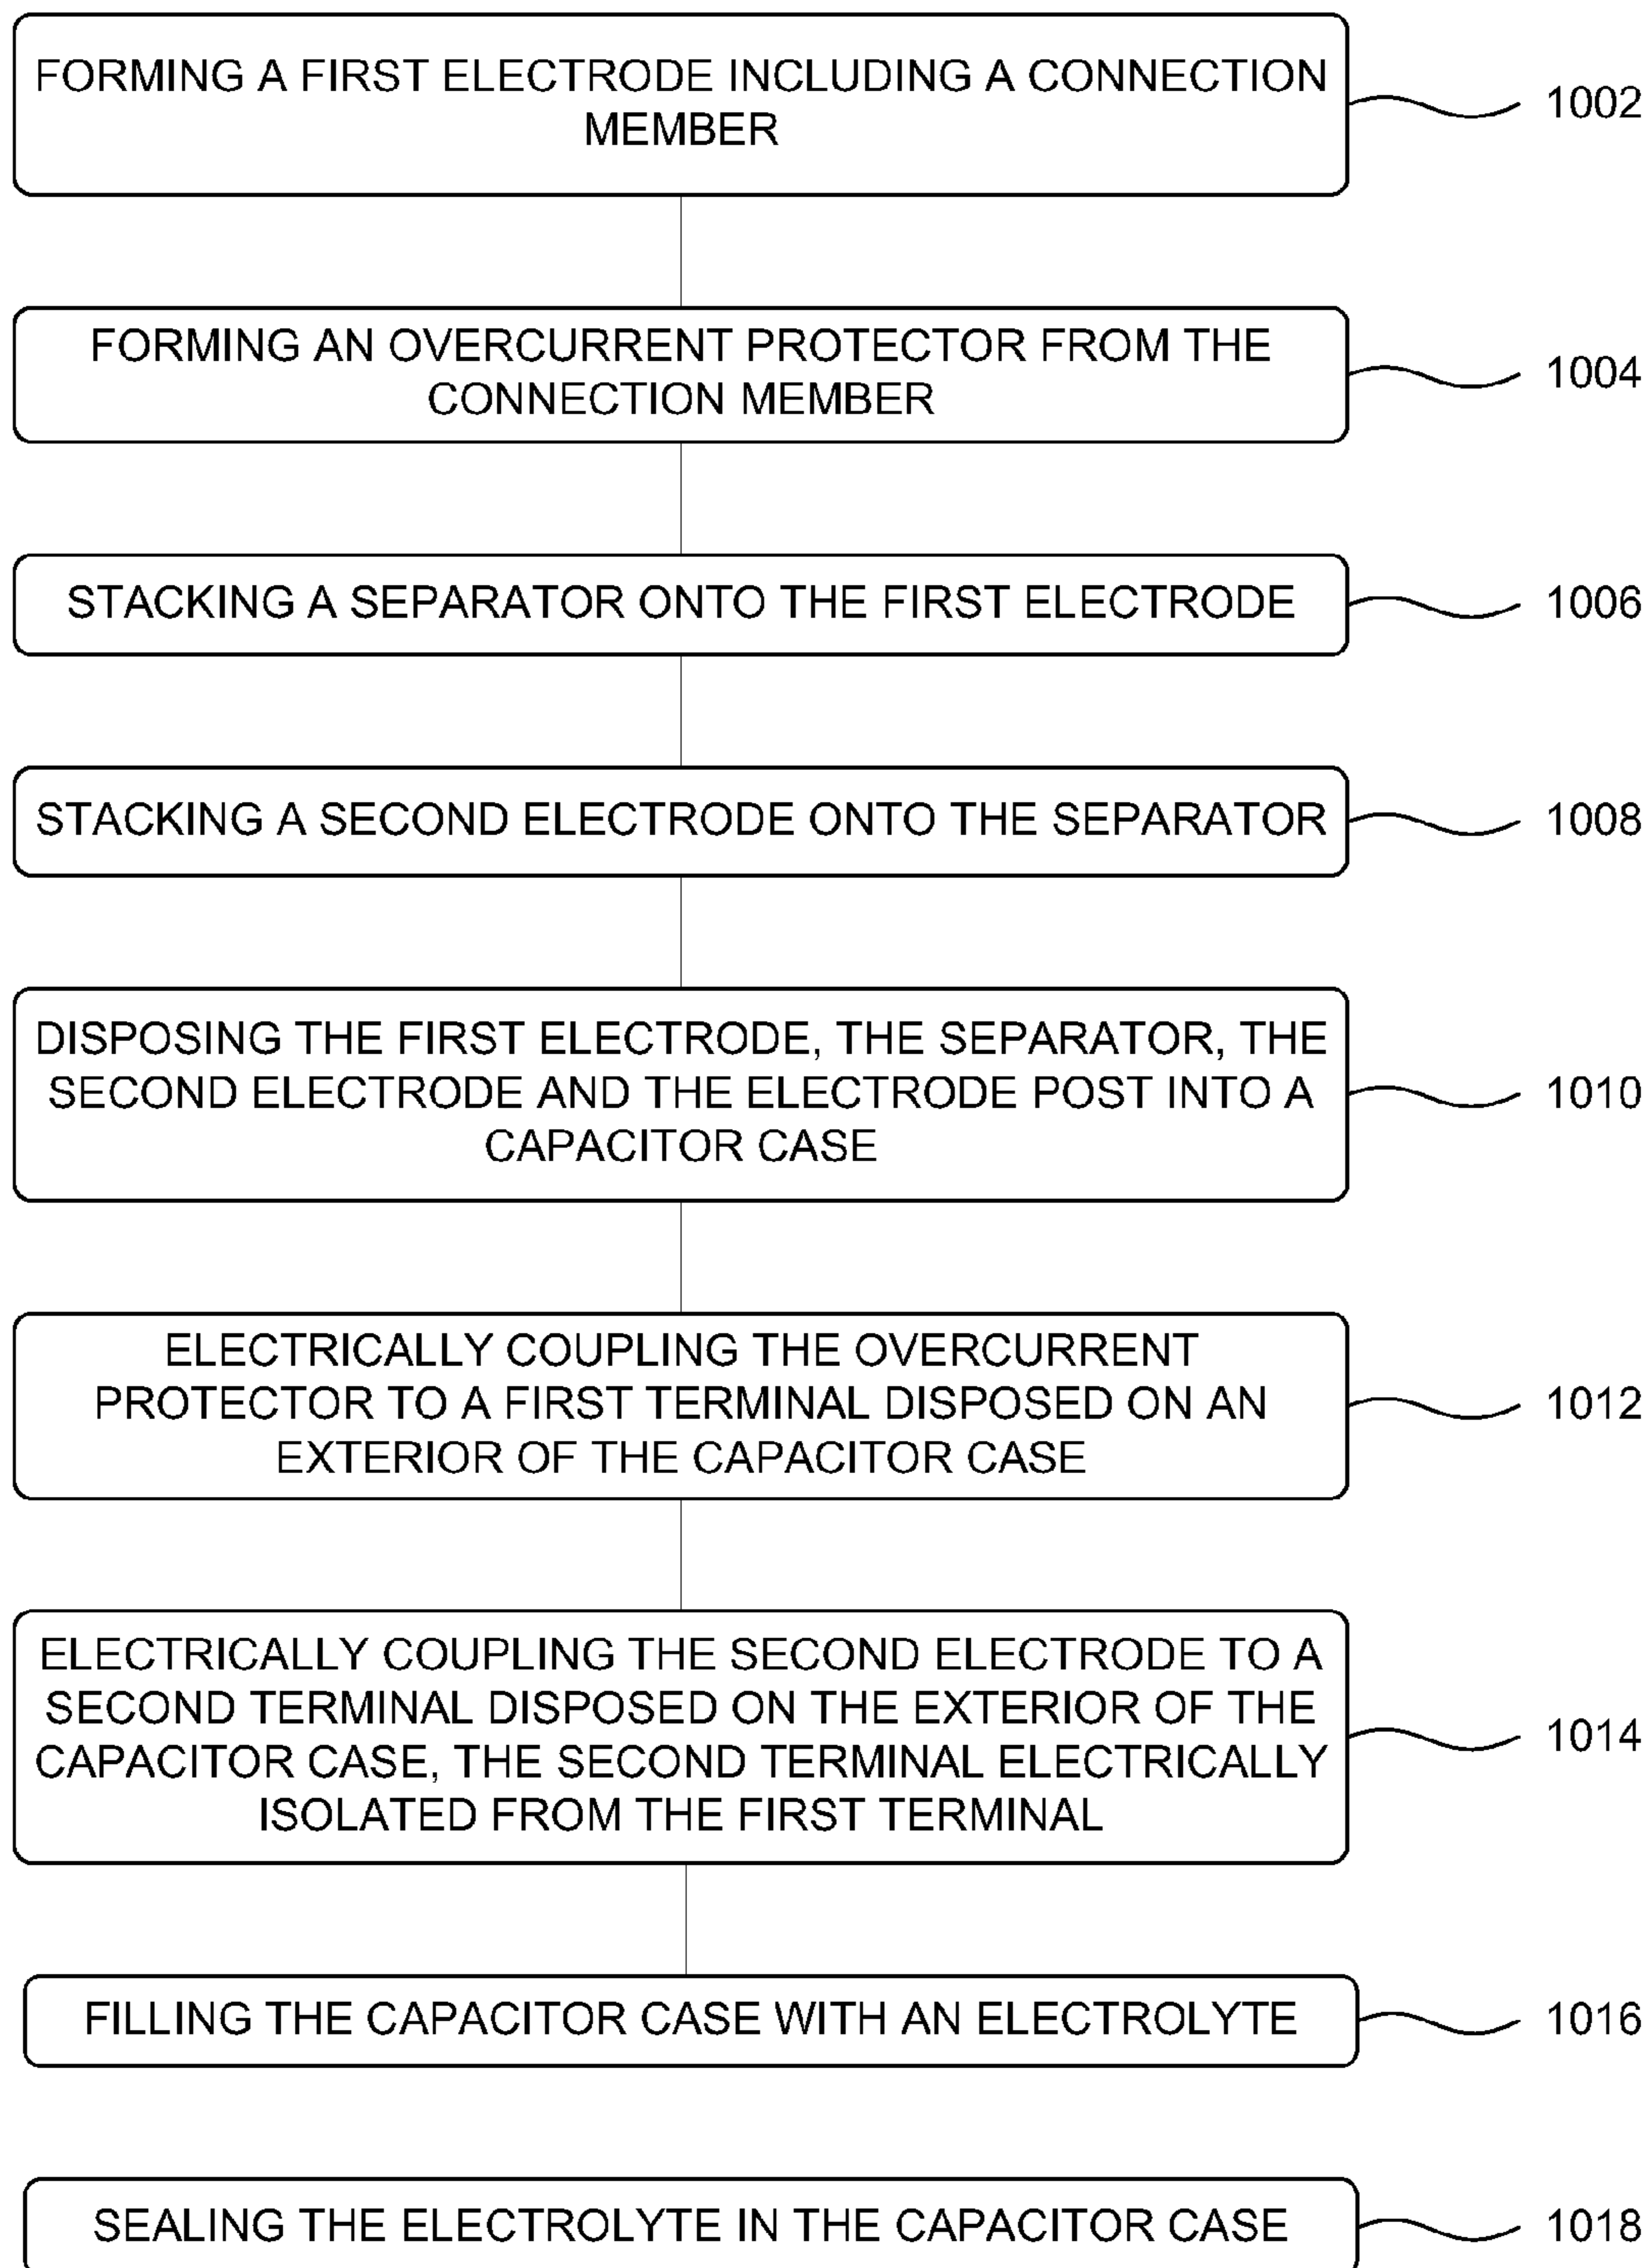 FORMING A FIRST ELECTRODE INCLUDING A CONNECTION
MEMBER
1002
FORMING AN OVERCURRENT PROTECTOR FROM THE
CONNECTION MEMBER
1004
STACKING A SEPARATOR ONTO THE FIRST ELECTRODE
1006
STACKING A SECOND ELECTRODE ONTO THE SEPARATOR
1008
DISPOSING THE FIRST ELECTRODE, THE SEPARATOR, THE
SECOND ELECTRODE AND THE ELECTRODE POST INTO A
CAPACITOR CASE
1010
ELECTRICALLY COUPLING THE OVERCURRENT
PROTECTOR TO A FIRST TERMINAL DISPOSED ON AN
EXTERIOR OF THE CAPACITOR CASE
1012
ELECTRICALLY COUPLING THE SECOND ELECTRODE TO A
SECOND TERMINAL DISPOSED ON THE EXTERIOR OF THE
CAPACITOR CASE, THE SECOND TERMINAL ELECTRICALLY
ISOLATED FROM THE FIRST TERMINAL
1014
FILLING THE CAPACITOR CASE WITH AN ELECTROLYTE
1016
SEALING THE ELECTROLYTE IN THE CAPACITOR CASE
1018